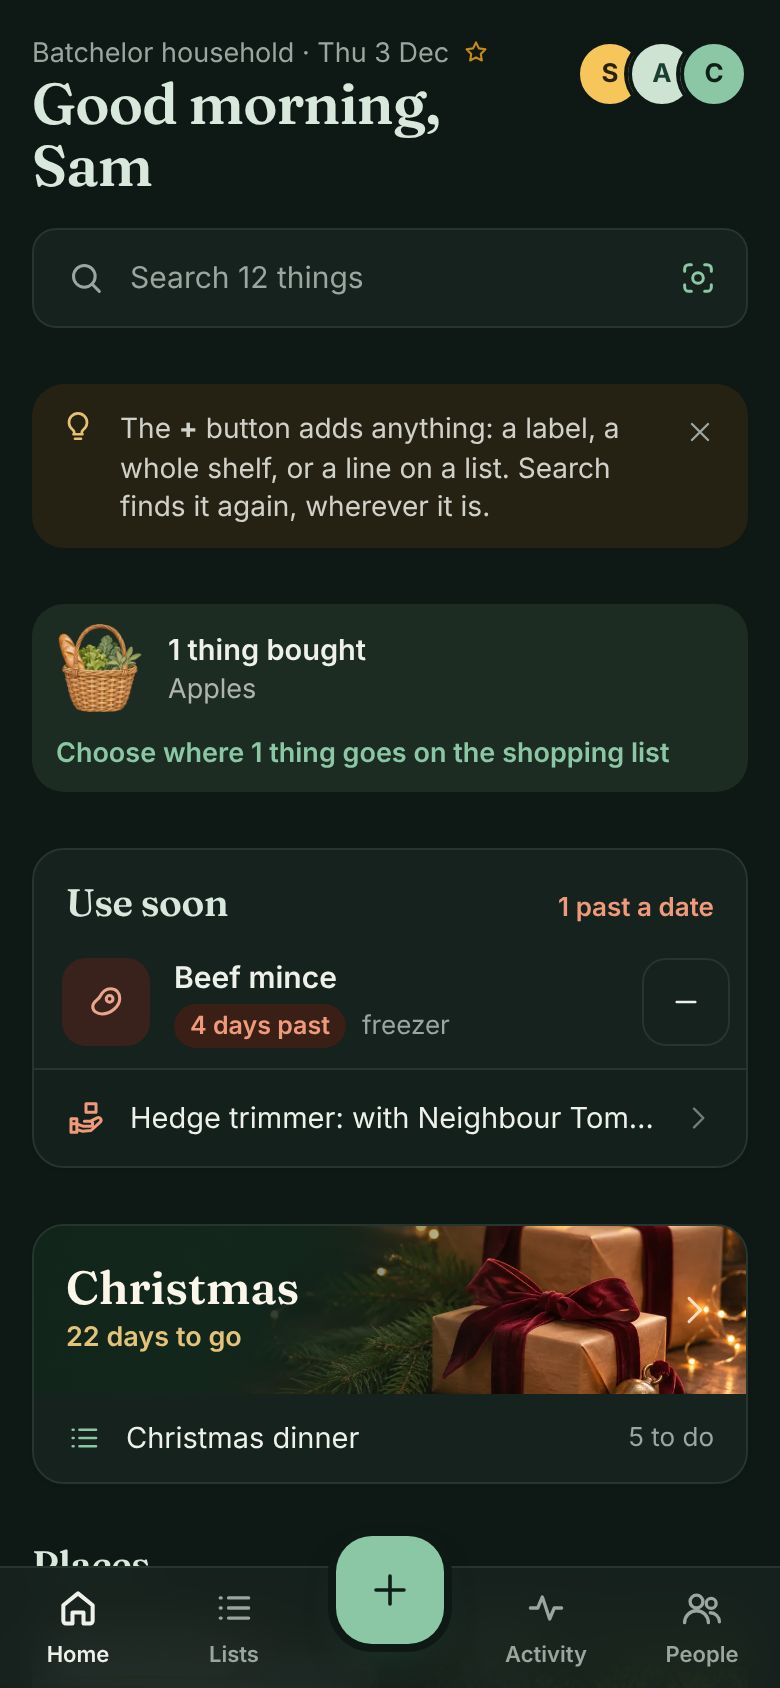 Batchelor household · Thu 3 Dec
S A C
Good morning,
Sam
Search 12 things
The + button adds anything: a label, a
whole shelf, or a line on a list. Search
finds it again, wherever it is.
1 thing bought
Apples
Choose where 1 thing goes on the shopping list
Use soon
1 past a date
Beef mince
4 days past freezer
Hedge trimmer: with Neighbour Tom...
Christmas
22 days to go
Christmas dinner
5 to do
Places
Home
Lists
Activity
People